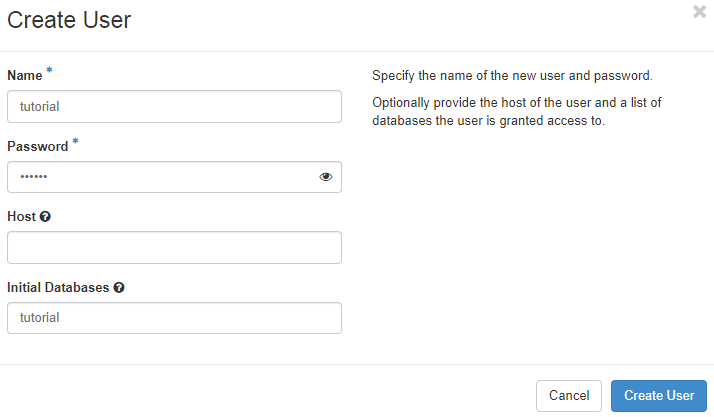 Create User
Name *
tutorial
Password *
••••••
Host
Initial Databases
tutorial
Specify the name of the new user and password.
Optionally provide the host of the user and a list of
databases the user is granted access to.
Cancel
Create User